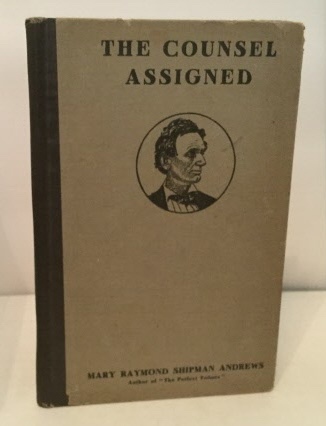 THE COUNSEL
ASSIGNED
MARY RAYMOND SHIPMAN ANDREWS
Author of "The Perfect Tribute"